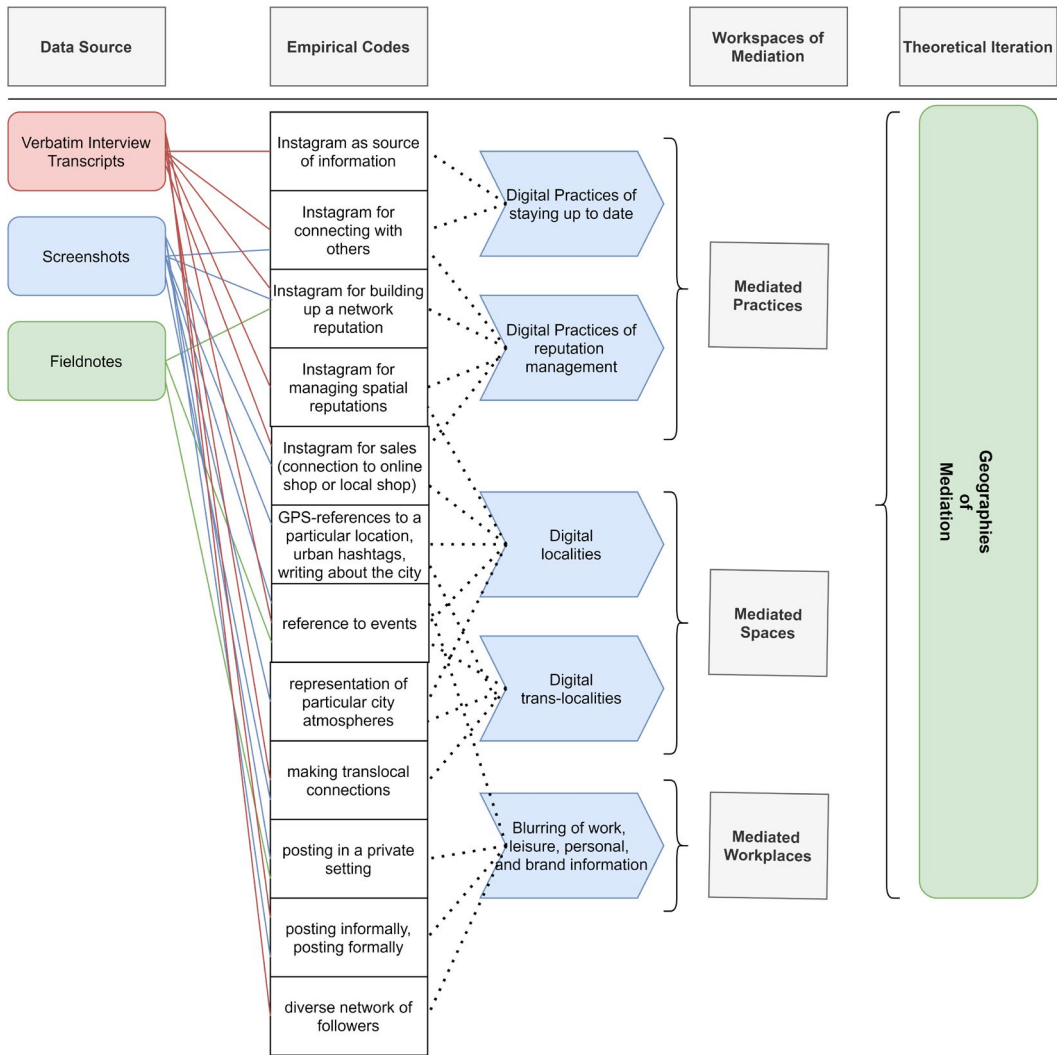 Data Source
Empirical Codes
Workspaces of
Mediation
Theoretical Iteration
Verbatim Interview
Transcripts
Screenshots
Fieldnotes
Instagram as source
of information
Instagram for
connecting with
others
Instagram for building
up a network
reputation
Instagram for
managing spatial
reputations
Instagram for sales
(connection to online
shop or local shop)
GPS-references to a
particular location,
urban hashtags,
writing about the city
reference to events
representation of
particular city
atmospheres
making translocal
connections
posting in a private
setting
posting informally,
posting formally
diverse network of
followers
Digital Practices of
staying up to date
Digital Practices of
reputation
management
Digital
localities
Digital
trans-localities
Blurring of work,
leisure, personal,
and brand information
Mediated
Practices
Mediated
Spaces
Mediated
Workplaces
Geographies
of
Mediation